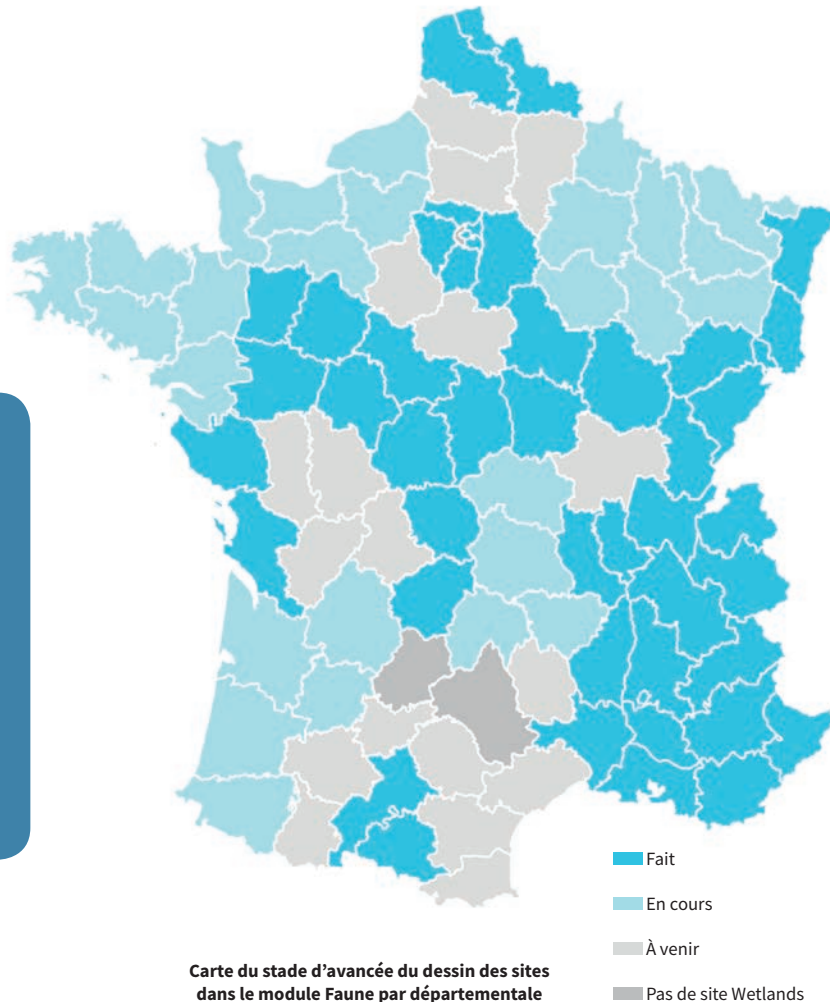 Fait
En cours
À venir
Pas de site Wetlands
Carte du stade d’avancée du dessin des sites
dans le module Faune par départementale